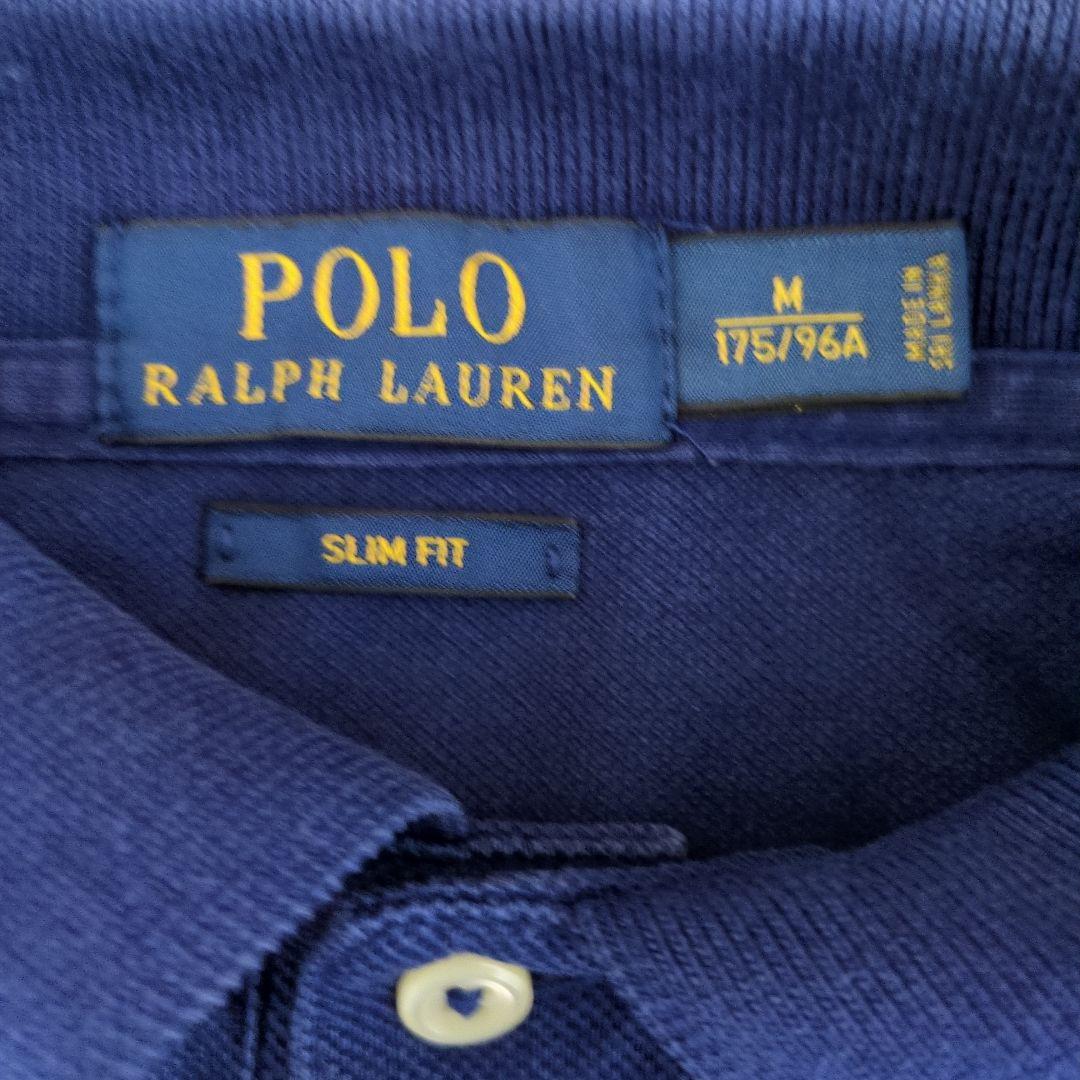 POLO
RALPH LAUREN
M
175/96A
MADE IN
SRI LANKA
SLIM FIT